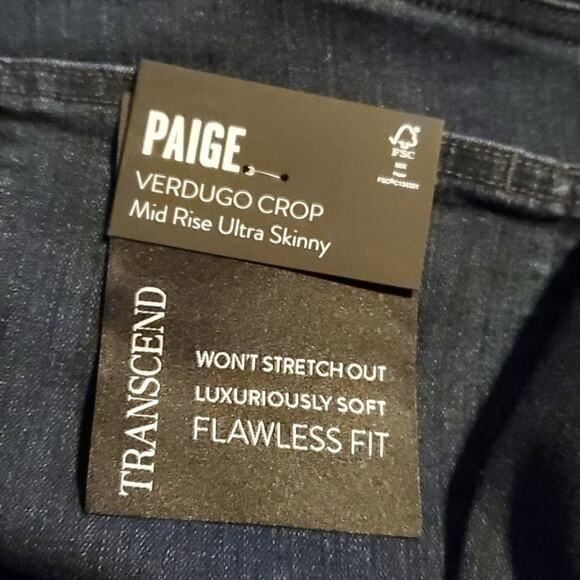 PAIGE
VERDUGO CROP
Mid Rise Ultra Skinny
FSC
TRANSCEND
WON'T STRETCH OUT
LUXURIOUSLY SOFT
FLAWLESS FIT